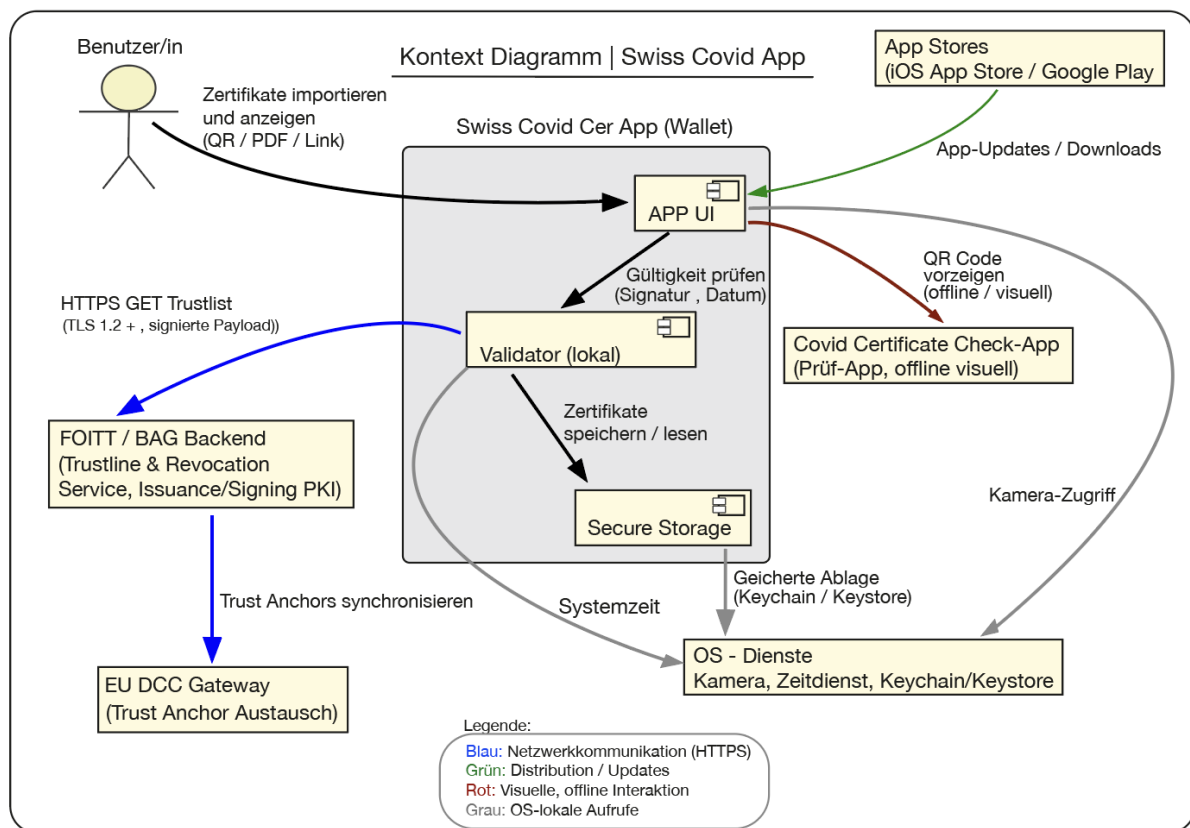 Benutzer/in
Kontext Diagramm | Swiss Covid App
App Stores
(iOS App Store / Google Play
Zertifikate importieren
und anzeigen
(QR / PDF / Link)
Swiss Covid Cer App (Wallet)
App-Updates / Downloads
APP UI
Gültigkeit prüfen
(Signatur , Datum)
QR Code
vorzeigen
(offline / visuell)
HTTPS GET Trustlist
(TLS 1.2 + , signierte Payload))
Validator (lokal)
Covid Certificate Check-App
(Prüf-App, offline visuell)
Zertifikate
speichern / lesen
FOITT / BAG Backend
(Trustline & Revocation
Service, Issuance/Signing PKI)
Secure Storage
Kamera-Zugriff
Geicherte Ablage
(Keychain / Keystore)
Trust Anchors synchronisieren
Systemzeit
OS - Dienste
Kamera, Zeitdienst, Keychain/Keystore
EU DCC Gateway
(Trust Anchor Austausch)
Legende:
Blau: Netzwerkkommunikation (HTTPS)
Grün: Distribution / Updates
Rot: Visuelle, offline Interaktion
Grau: OS-lokale Aufrufe